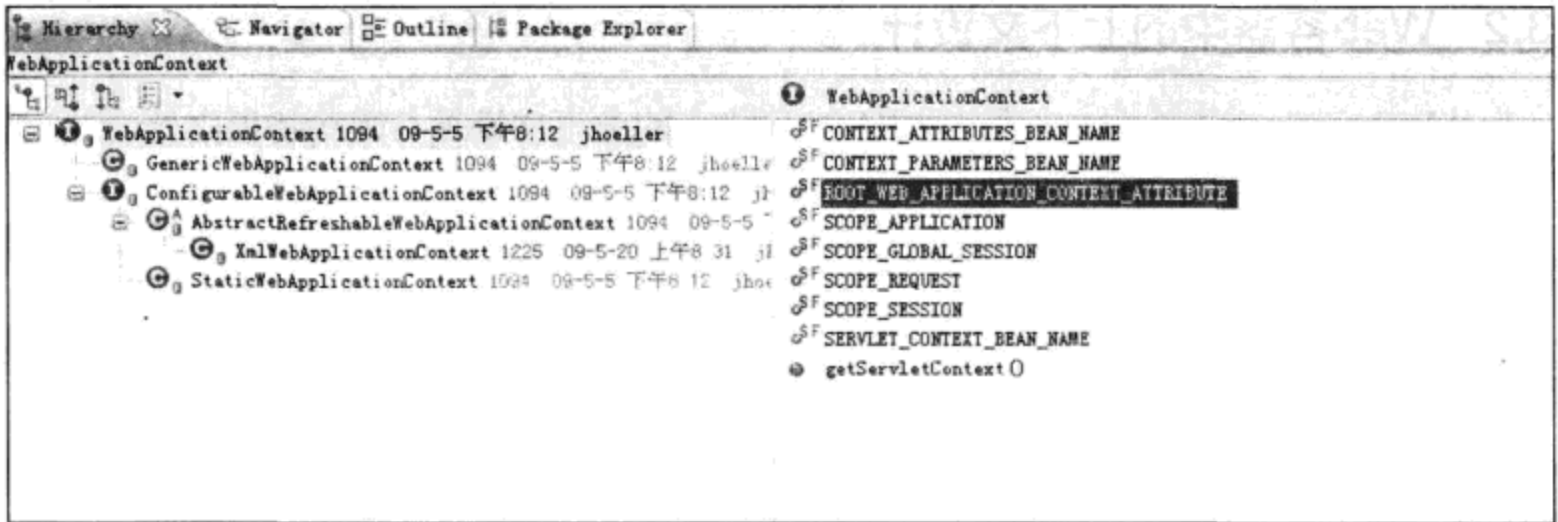 Hierarchy Navigator Outline Package Explorer
WebApplicationContext
WebApplicationContext 1094 09-5-5 下午8:12 jhoeller
GenericWebApplicationContext 1094 09-5-5 下午8:12 jhoelle
ConfigurableWebApplicationContext 1094 09-5-5 下午8:12 jh
AbstractRefreshableWebApplicationContext 1094 09-5-5
XmlWebApplicationContext 1225 09-5-20 上午8 31
StaticWebApplicationContext 1094 09-5-5 下午8 12 jhoe
WebApplicationContext
CONTEXT_ATTRIBUTES_BEAN_NAME
CONTEXT_PARAMETERS_BEAN_NAME
ROOT_WEB_APPLICATION_CONTEXT_ATTRIBUTE
SCOPE_APPLICATION
SCOPE_GLOBAL_SESSION
SCOPE_REQUEST
SCOPE_SESSION
SERVLET_CONTEXT_BEAN_NAME
getServletContext()